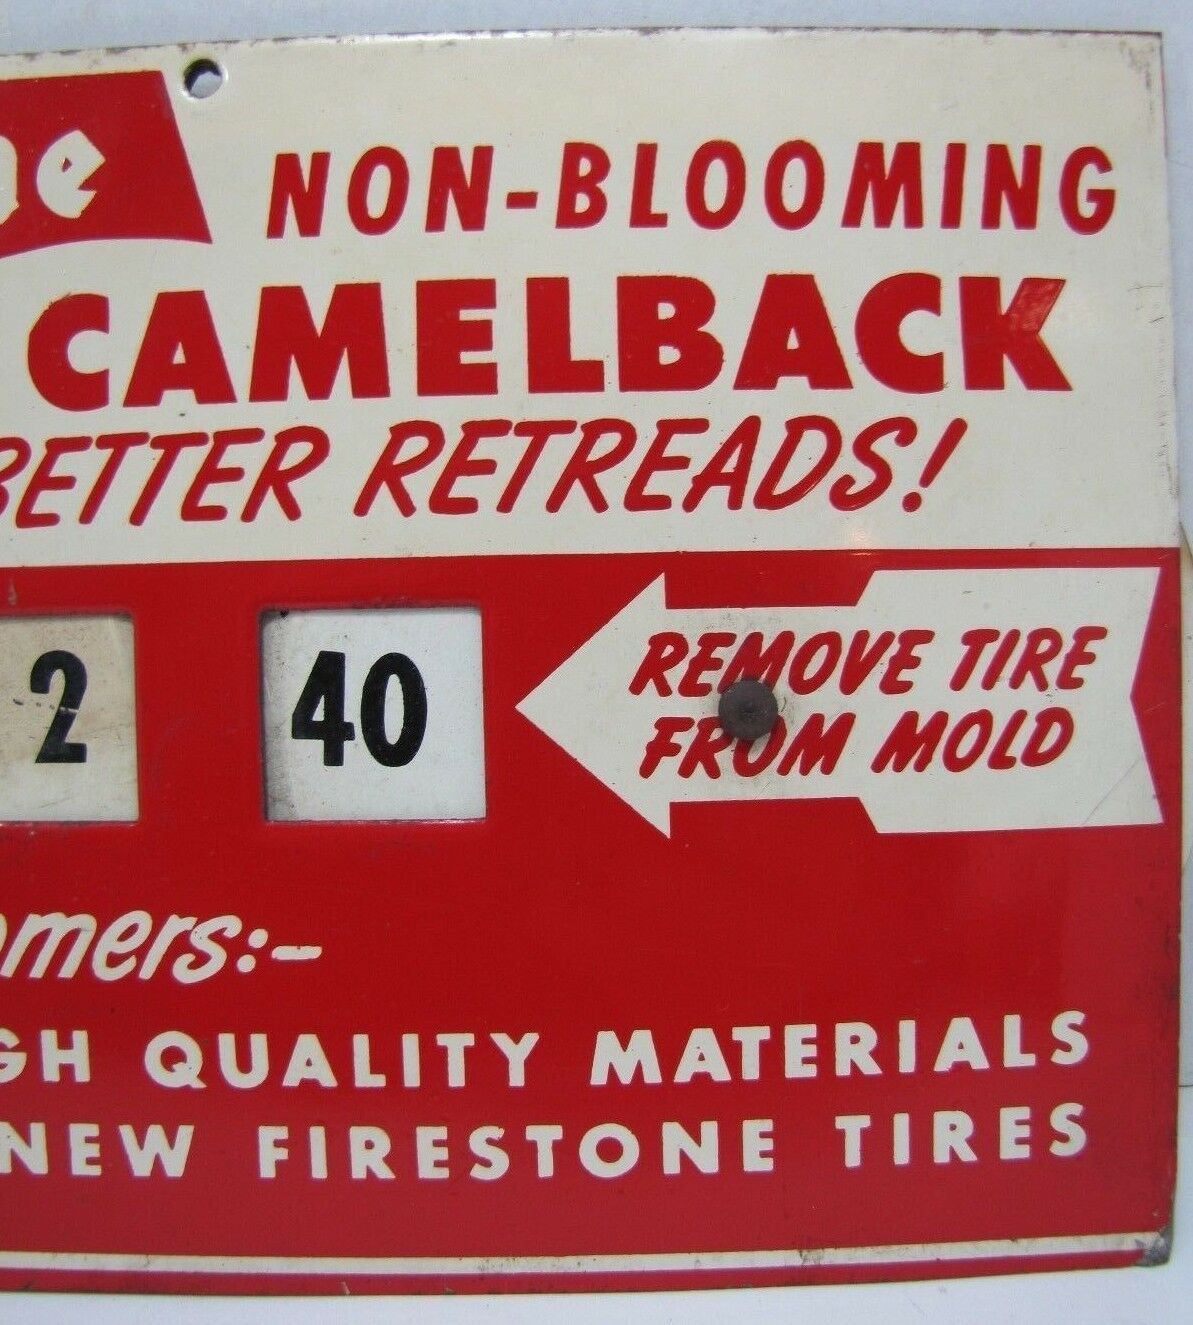 NON-BLOOMING
CAMELBACK
BETTER RETREADS!
2 40
REMOVE TIRE
FROM MOLD
QUALITY MATERIALS
NEW FIRESTONE TIRES